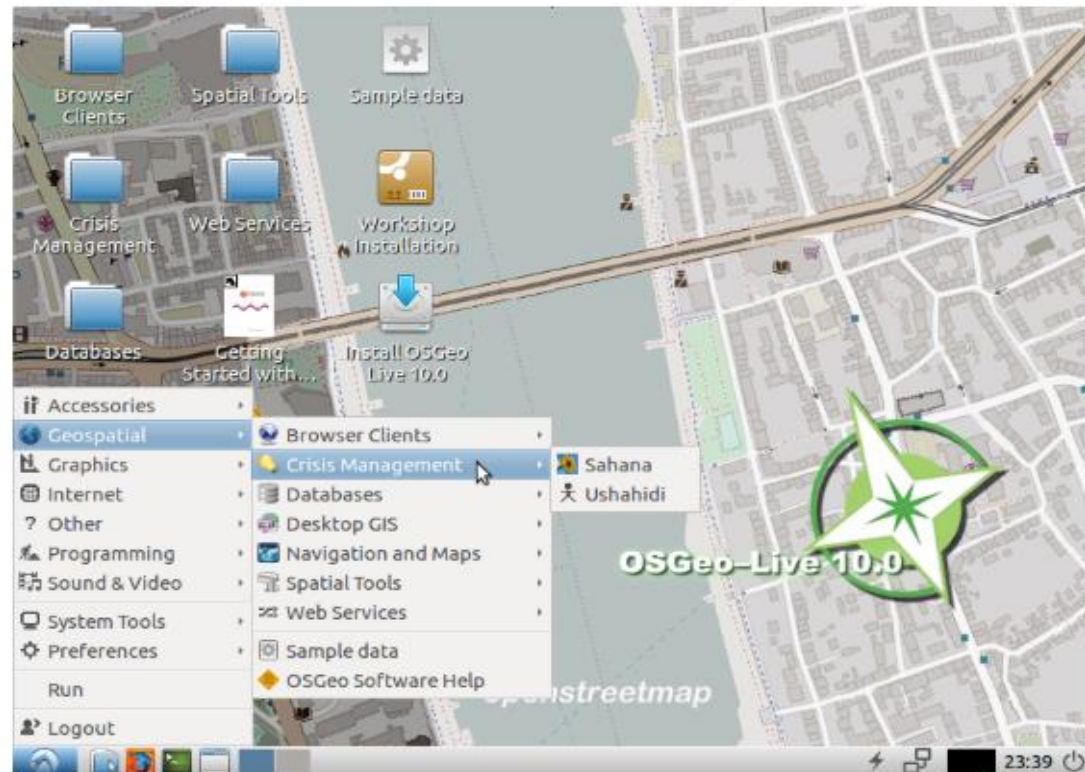 Browser
Clients
Spatial Tools
Sample data
Crisis
Management
Web Services
Workshop
Installation
Databases
Getting
Started with...
Install OSGeo
Live 10.0
Accessories
Geospatial
Graphics
Internet
? Other
Programming
Sound & Video
System Tools
Preferences
Run
Logout
Browser Clients
Crisis Management
Databases
Desktop GIS
Navigation and Maps
Spatial Tools
Web Services
Sample data
OSGeo Software Help
Sahana
Ushahidi
OSGeo-Live 10.0
openstreetmap
23:39